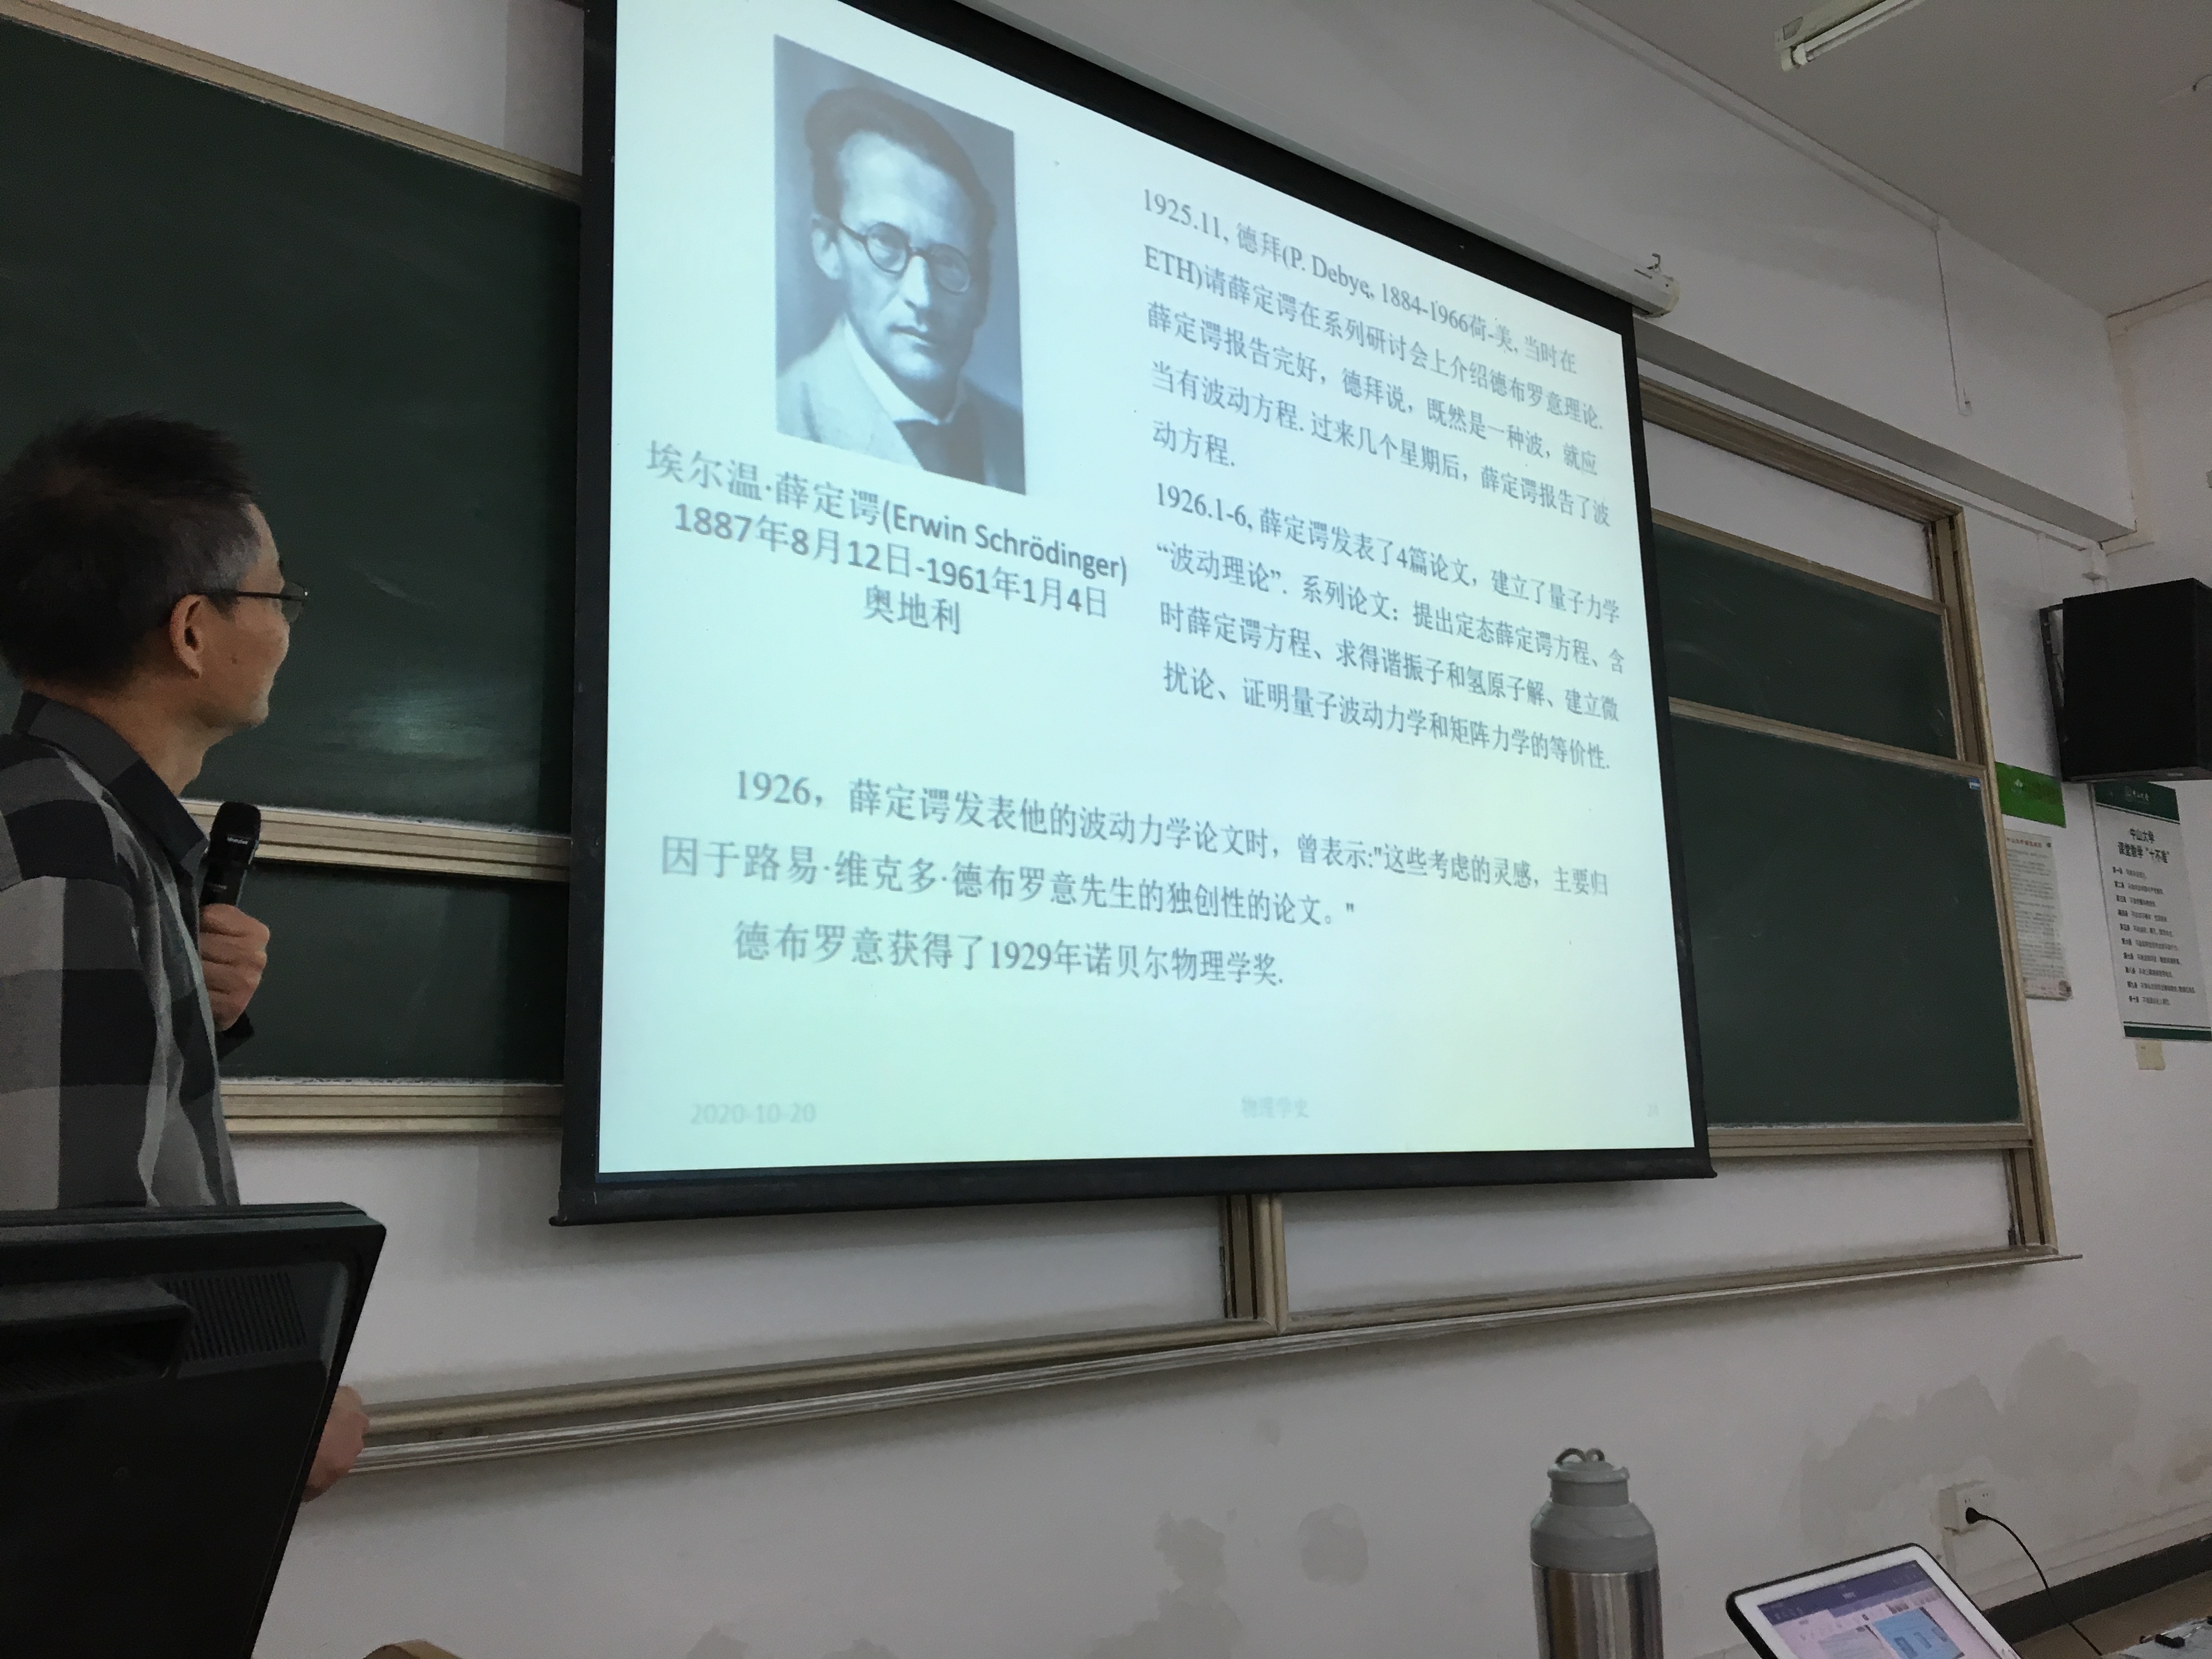 埃尔温·薛定谔(Erwin Schrödinger)
1887年8月12日-1961年1月4日
奥地利
1925.11, 德拜(P. Debye, 1884-1966荷-美, 当时在
ETH)请薛定谔在系列研讨会上介绍德布罗意理论.
薛定谔报告完好，德拜说，既然是一种波，就应
当有波动方程. 过来几个星期后，薛定谔报告了波
动方程.
1926.1-6, 薛定谔发表了4篇论文，建立了量子力学
“波动理论”. 系列论文：提出定态薛定谔方程、含
时薛定谔方程、求得谐振子和氢原子解、建立微
扰论、证明量子波动力学和矩阵力学的等价性.
1926，薛定谔发表他的波动力学论文时，曾表示:"这些考虑的灵感，主要归
因于路易·维克多·德布罗意先生的独创性的论文。"
德布罗意获得了1929年诺贝尔物理学奖.
2020-10-20
物理学史
中山大学
课堂教学“十不准”